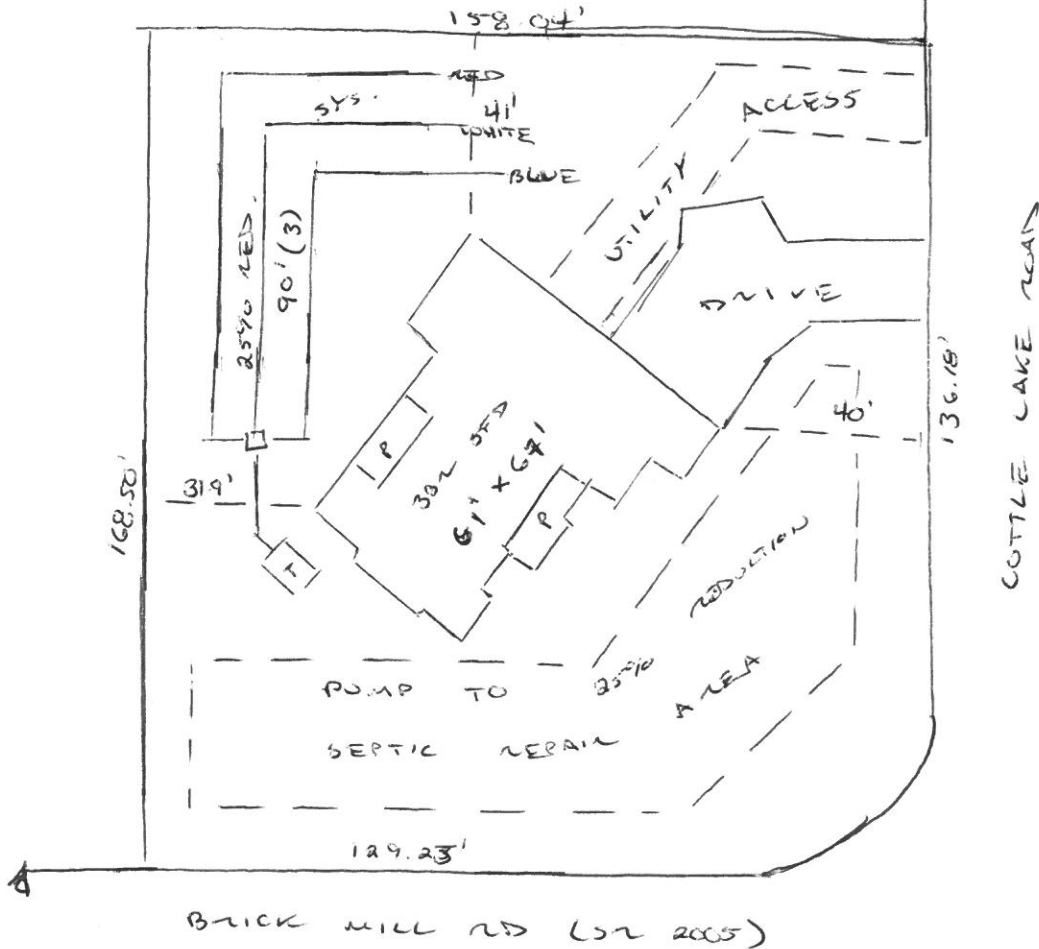 158.04'
RED
SYS.
41'
WHITE
BLUE
ACCESS
UTILITY
DRIVE
25% RED.
90' (3)
3BR SFD
61' x 67'
P
P
40'
136.18'
COTTLE LAKE ROAD
168.50'
31.9'
T
25% REDUCTION
AREA
PUMP TO
SEPTIC REPAIR
129.23'
BRICK MILL RD (SR 2005)